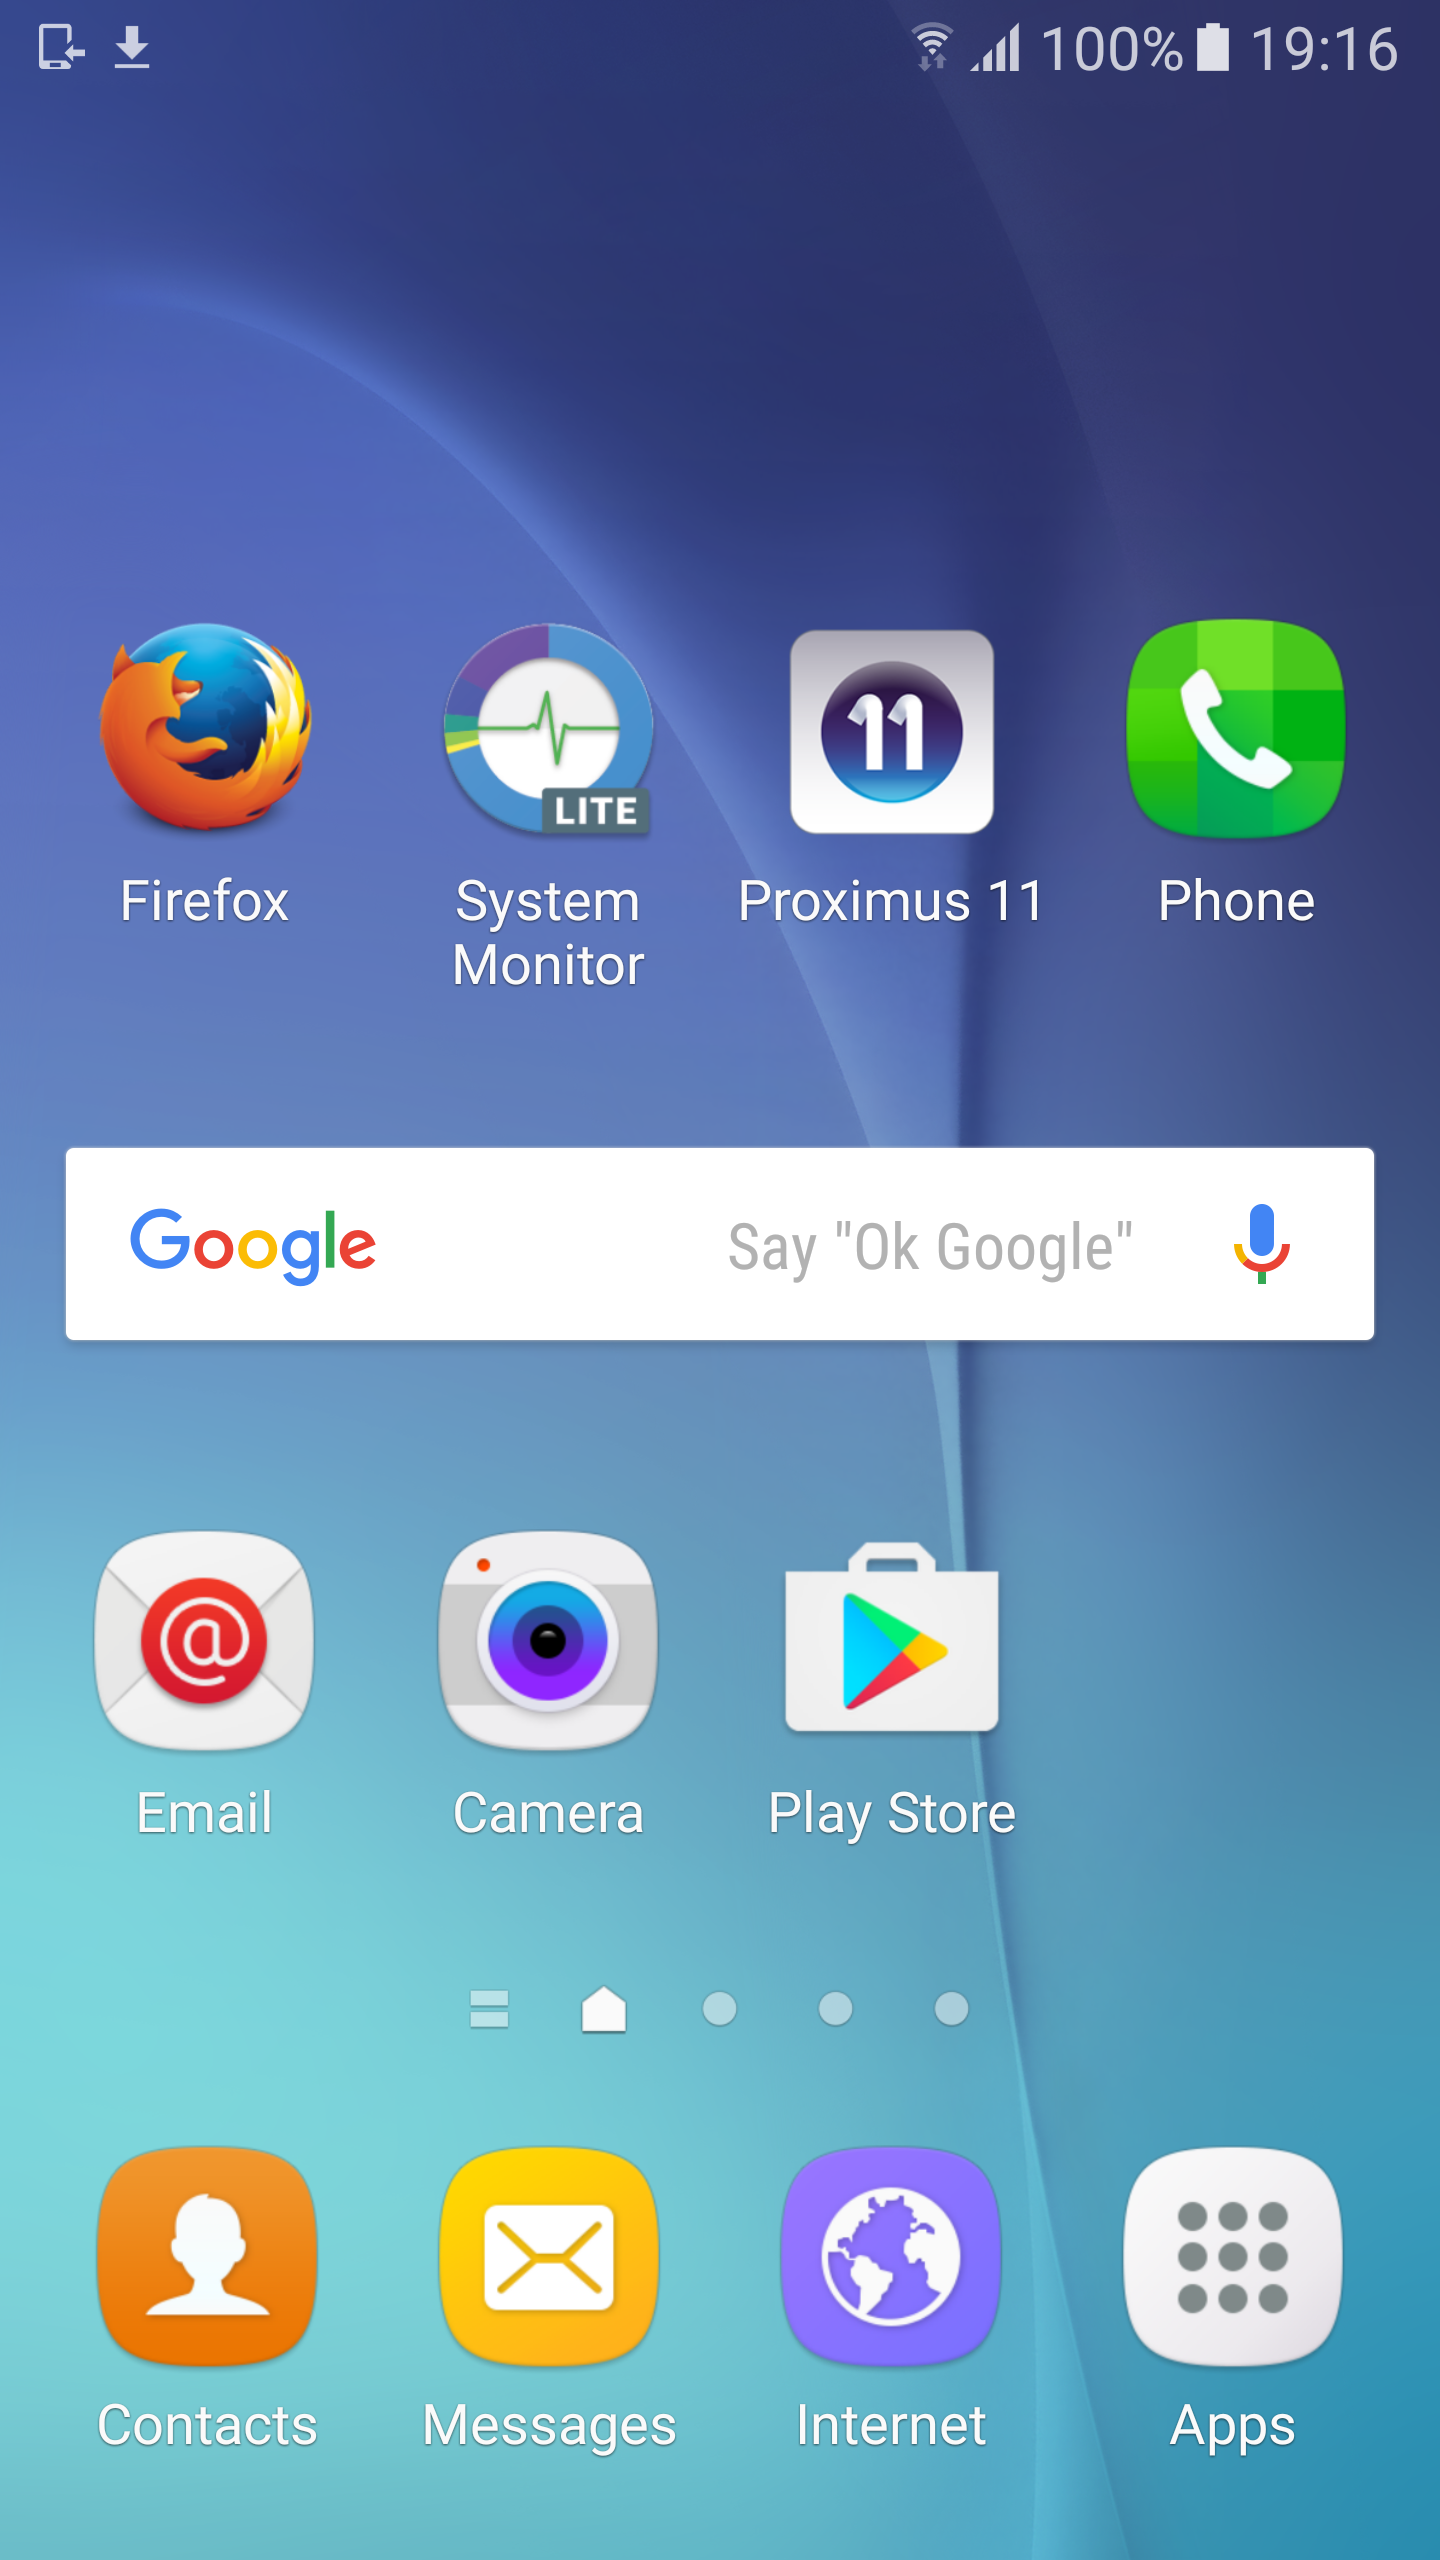 100% 19:16
11
LITE
Firefox
System
Monitor
Proximus 11
Phone
Google
Say "Ok Google"
@
Email
Camera
Play Store
Contacts
Messages
Internet
Apps